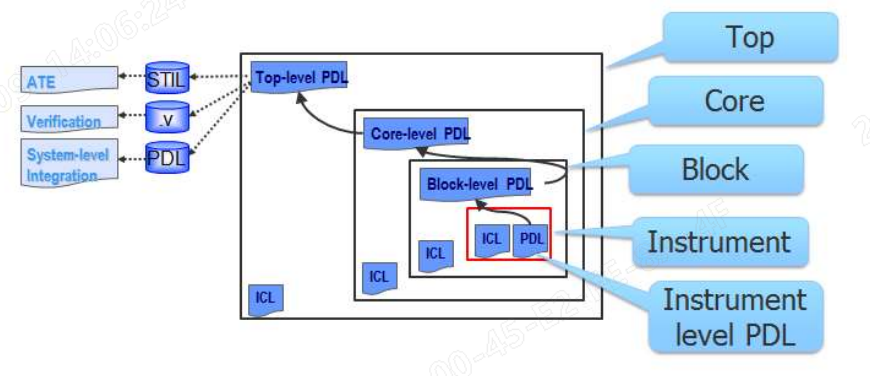 Top
Core
Block
Instrument
Instrument
level PDL
ATE
STIL
Verification
.v
System-level
Integration
PDL
Top-level PDL
Core-level PDL
Block-level PDL
ICL
PDL
ICL
ICL
ICL